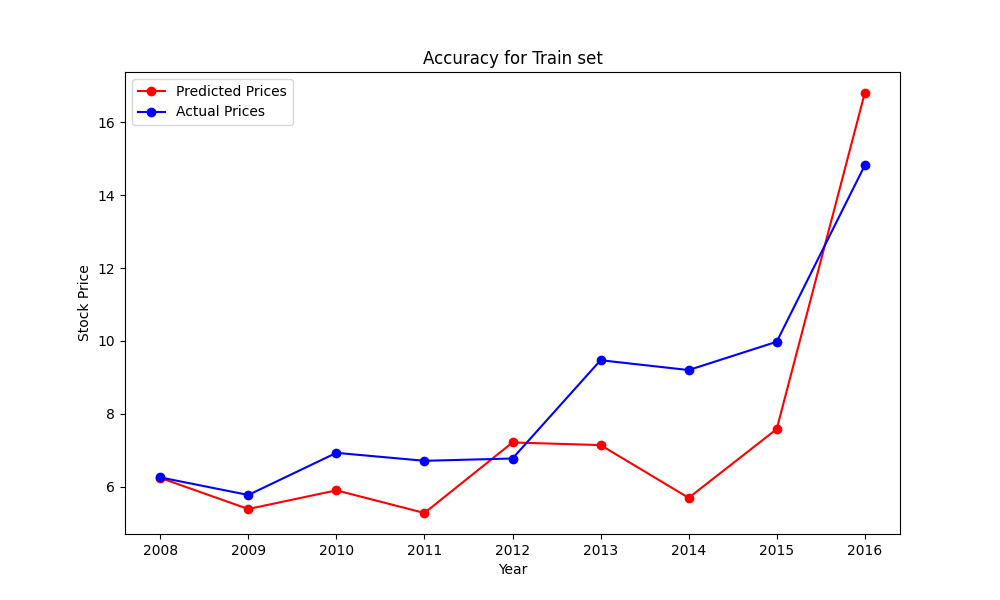 Accuracy for Train set
Predicted Prices
Actual Prices
16
14
12
10
8
6
Stock Price
2008 2009 2010 2011 2012 2013 2014 2015 2016
Year